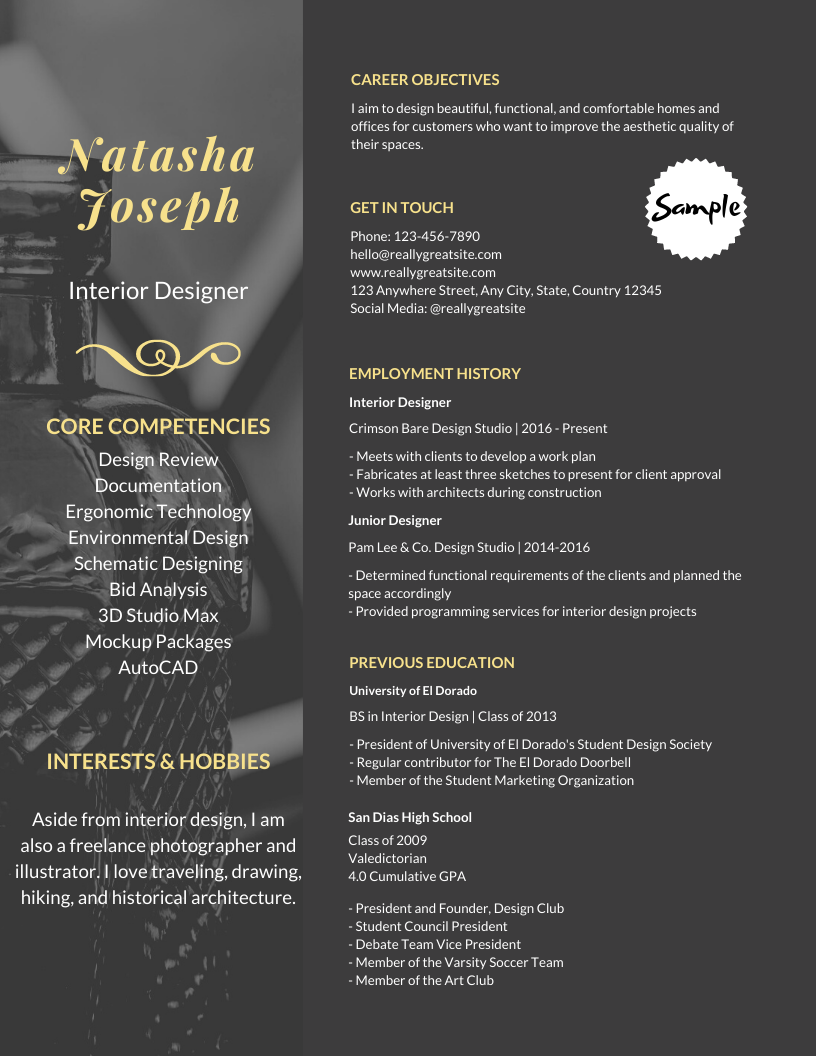 Natasha
Joseph
Interior Designer
CORE COMPETENCIES
Design Review
Documentation
Ergonomic Technology
Environmental Design
Schematic Designing
Bid Analysis
3D Studio Max
Mockup Packages
AutoCAD
INTERESTS & HOBBIES
Aside from interior design, I am
also a freelance photographer and
illustrator. I love traveling, drawing,
hiking, and historical architecture.
CAREER OBJECTIVES
I aim to design beautiful, functional, and comfortable homes and
offices for customers who want to improve the aesthetic quality of
their spaces.
Sample
GET IN TOUCH
Phone: 123-456-7890
hello@reallygreatsite.com
www.reallygreatsite.com
123 Anywhere Street, Any City, State, Country 12345
Social Media: @reallygreatsite
EMPLOYMENT HISTORY
Interior Designer
Crimson Bare Design Studio | 2016 - Present
- Meets with clients to develop a work plan
- Fabricates at least three sketches to present for client approval
- Works with architects during construction
Junior Designer
Pam Lee & Co. Design Studio | 2014-2016
- Determined functional requirements of the clients and planned the
space accordingly
- Provided programming services for interior design projects
PREVIOUS EDUCATION
University of El Dorado
BS in Interior Design | Class of 2013
- President of University of El Dorado's Student Design Society
- Regular contributor for The El Dorado Doorbell
- Member of the Student Marketing Organization
San Dias High School
Class of 2009
Valedictorian
4.0 Cumulative GPA
- President and Founder, Design Club
- Student Council President
- Debate Team Vice President
- Member of the Varsity Soccer Team
- Member of the Art Club